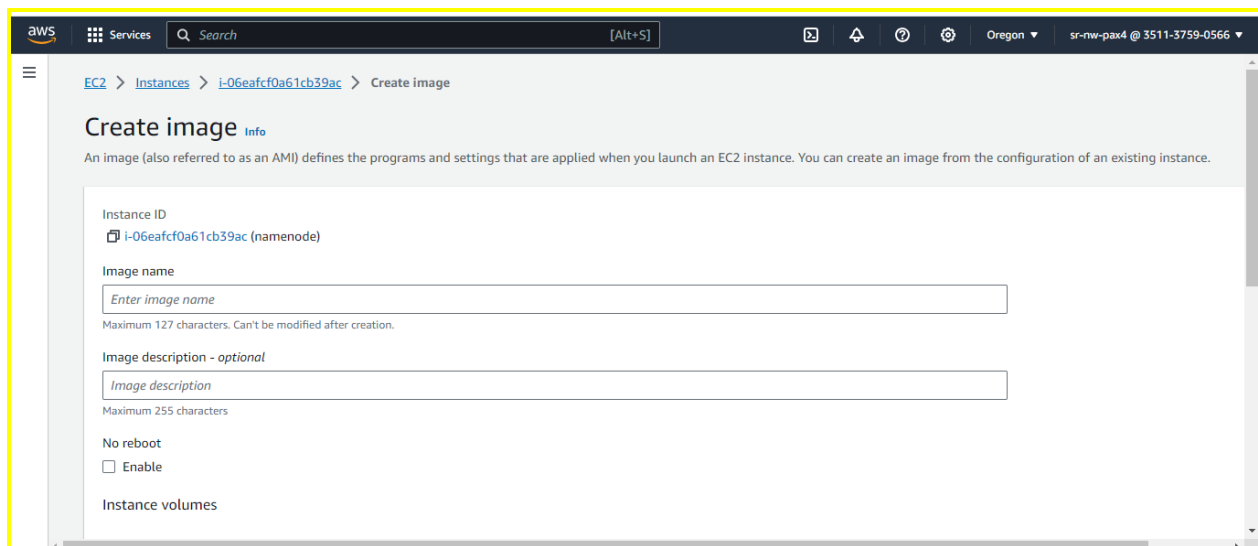 aws Services Search [Alt+S] Oregon sr-nw-pax4 @ 3511-3759-0566
EC2 > Instances > i-06eafcf0a61cb39ac > Create image
Create image Info
An image (also referred to as an AMI) defines the programs and settings that are applied when you launch an EC2 instance. You can create an image from the configuration of an existing instance.
Instance ID
i-06eafcf0a61cb39ac (namenode)
Image name
Enter image name
Maximum 127 characters. Can't be modified after creation.
Image description - optional
Image description
Maximum 255 characters
No reboot
Enable
Instance volumes